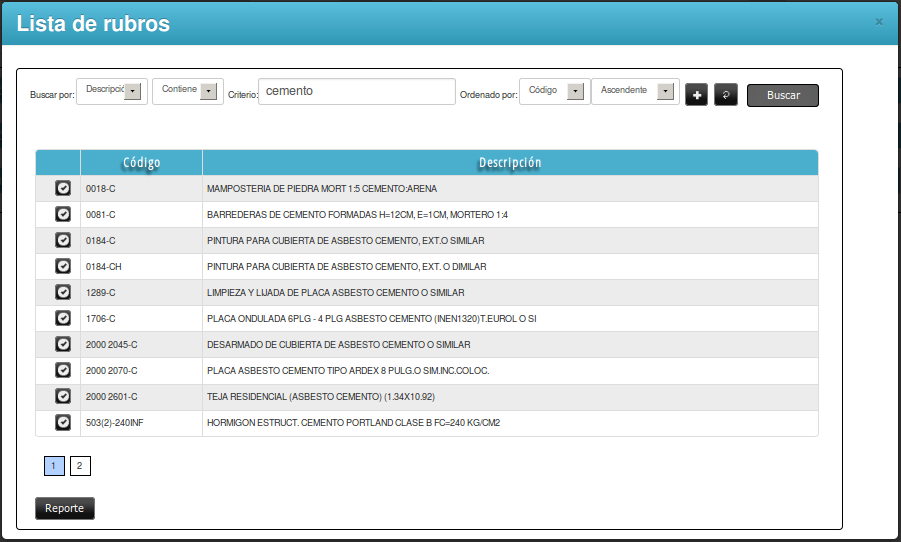 Lista de rubros
×
Buscar por: Descripció Contiene Criterio: cemento Ordenado por: Código Ascendente Buscar
Código Descripción
0018-C MAMPOSTERIA DE PIEDRA MORT 1:5 CEMENTO:ARENA
0081-C BARREDERAS DE CEMENTO FORMADAS H=12CM, E=1CM, MORTERO 1:4
0184-C PINTURA PARA CUBIERTA DE ASBESTO CEMENTO, EXT.O SIMILAR
0184-CH PINTURA PARA CUBIERTA DE ASBESTO CEMENTO, EXT. O DIMILAR
1289-C LIMPIEZA Y LIJADA DE PLACA ASBESTO CEMENTO O SIMILAR
1706-C PLACA ONDULADA 6PLG - 4 PLG ASBESTO CEMENTO (INEN1320)T.EUROL O SI
2000 2045-C DESARMADO DE CUBIERTA DE ASBESTO CEMENTO O SIMILAR
2000 2070-C PLACA ASBESTO CEMENTO TIPO ARDEX 8 PULG.O SIM.INC.COLOC.
2000 2601-C TEJA RESIDENCIAL (ASBESTO CEMENTO) (1.34X10.92)
503(2)-240INF HORMIGON ESTRUCT. CEMENTO PORTLAND CLASE B FC=240 KG/CM2
1 2
Reporte